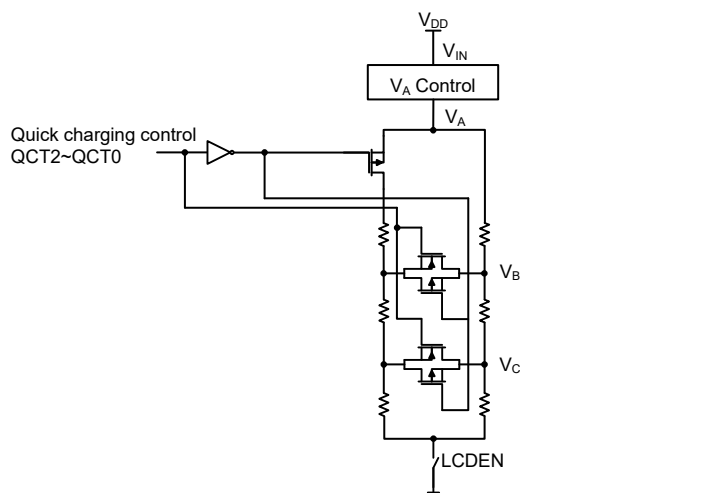 VDD
VIN
VA Control
VA
Quick charging control
QCT2~QCT0
VB
VC
LCDEN